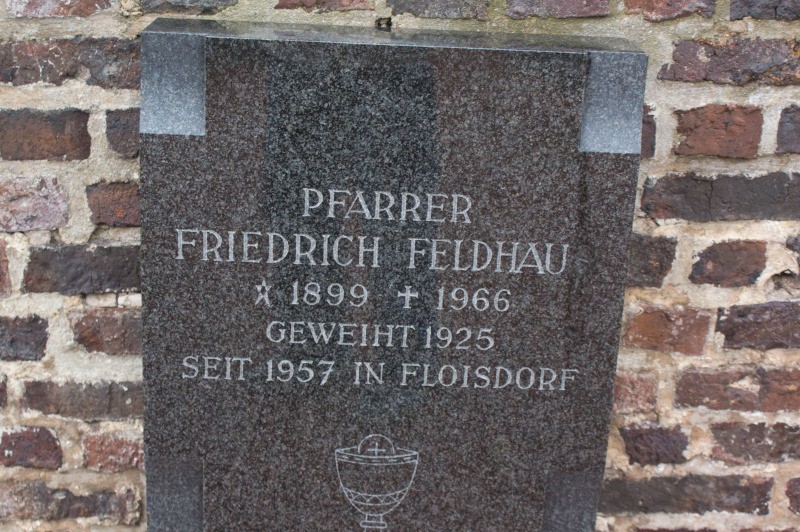 PFARRER
FRIEDRICH FELDHAU
☆ 1899 ✝ 1966
GEWEIHT 1925
SEIT 1957 IN FLOISDORF